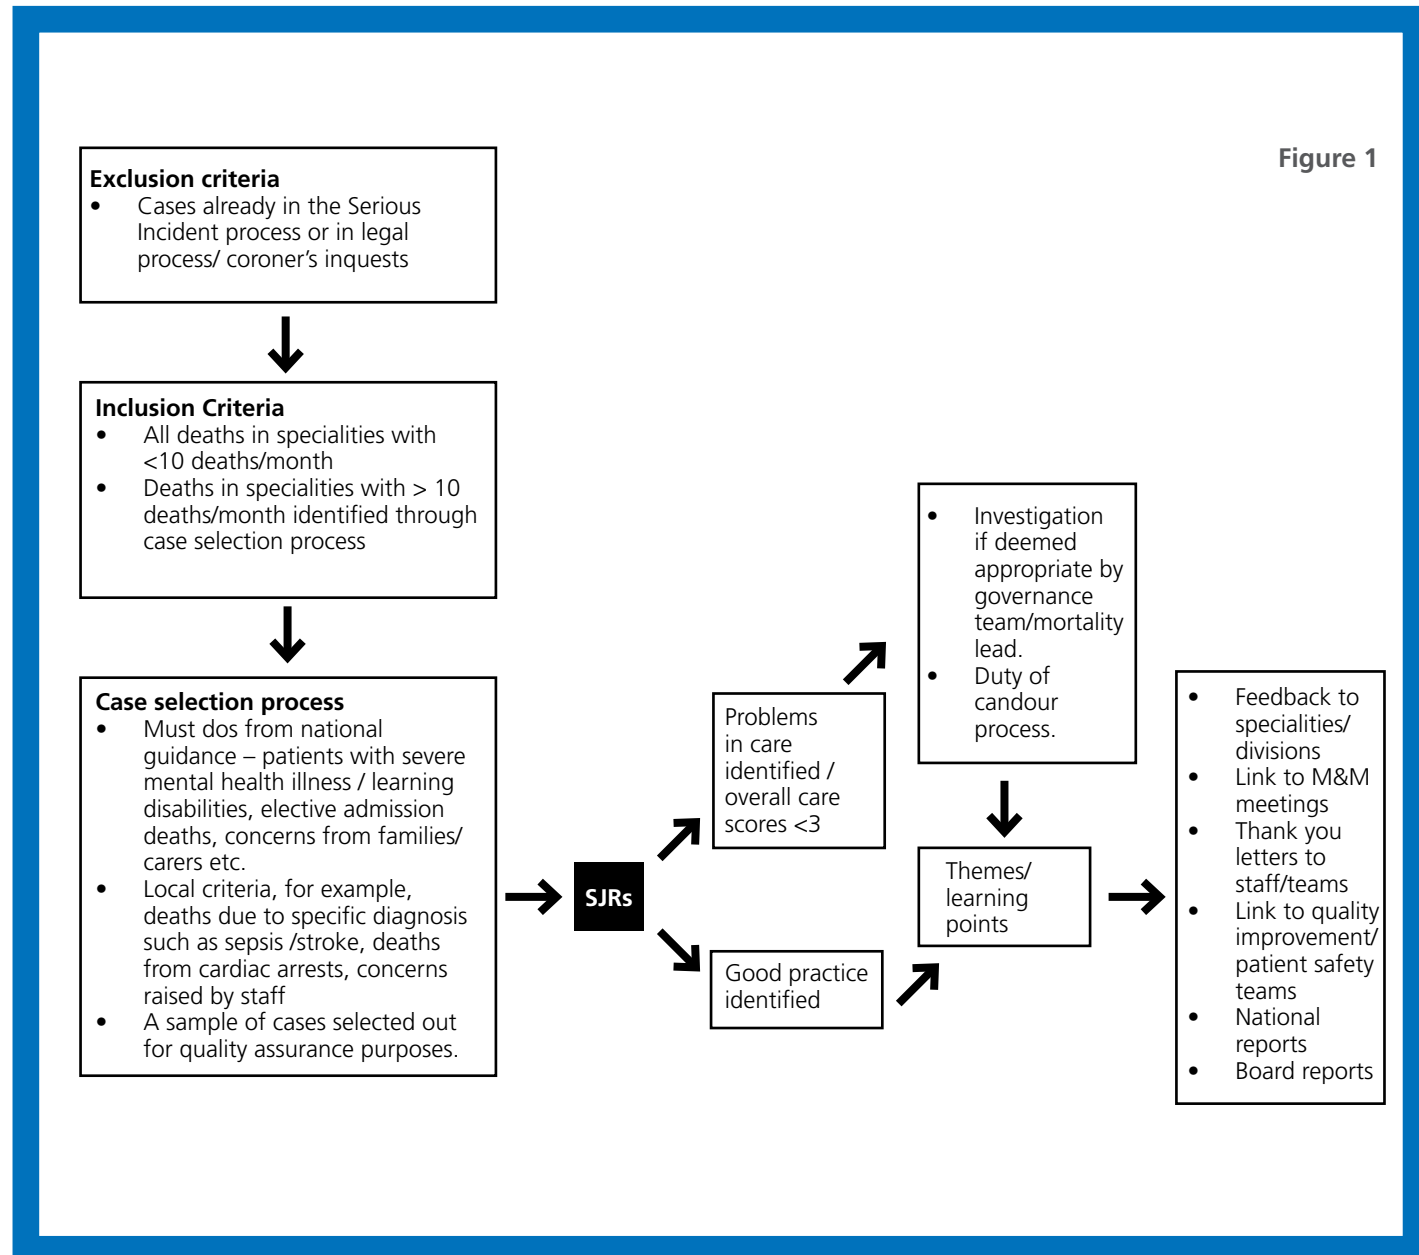 Figure 1
Exclusion criteria
• Cases already in the Serious
Incident process or in legal
process/ coroner's inquests
Inclusion Criteria
• All deaths in specialities with
<10 deaths/month
• Deaths in specialities with > 10
deaths/month identified through
case selection process
Case selection process
• Must dos from national
guidance – patients with severe
mental health illness / learning
disabilities, elective admission
deaths, concerns from families/
carers etc.
• Local criteria, for example,
deaths due to specific diagnosis
such as sepsis /stroke, deaths
from cardiac arrests, concerns
raised by staff
• A sample of cases selected out
for quality assurance purposes.
SJRs
Problems
in care
identified /
overall care
scores <3
Good practice
identified
• Investigation
if deemed
appropriate by
governance
team/mortality
lead.
• Duty of
candour
process.
Themes/
learning
points
• Feedback to
specialities/
divisions
• Link to M&M
meetings
• Thank you
letters to
staff/teams
• Link to quality
improvement/
patient safety
teams
• National
reports
• Board reports